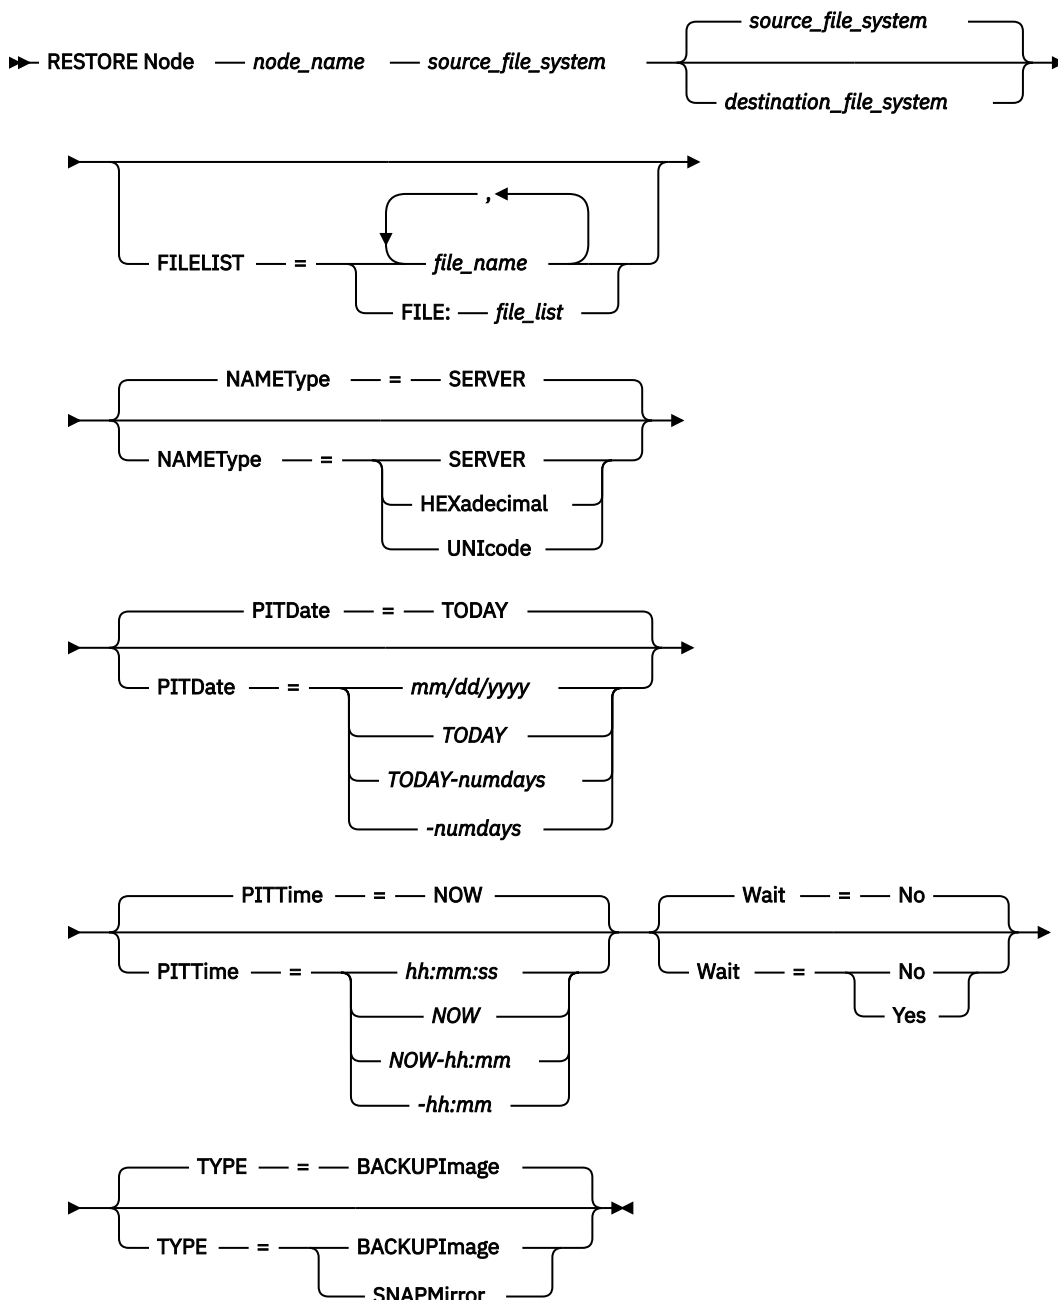 source_file_system
RESTORE Node node_name source_file_system
destination_file_system
,
FILELIST = file_name
FILE: file_list
NAMEType = SERVER
NAMEType = SERVER
HEXadecimal
UNIcode
PITDate = TODAY
PITDate = mm/dd/yyyy
TODAY
TODAY-numdays
-numdays
PITTime = NOW Wait = No
PITTime = hh:mm:ss Wait = No
NOW Yes
NOW-hh:mm
-hh:mm
TYPE = BACKUPImage
TYPE = BACKUPImage
SNAPMirror